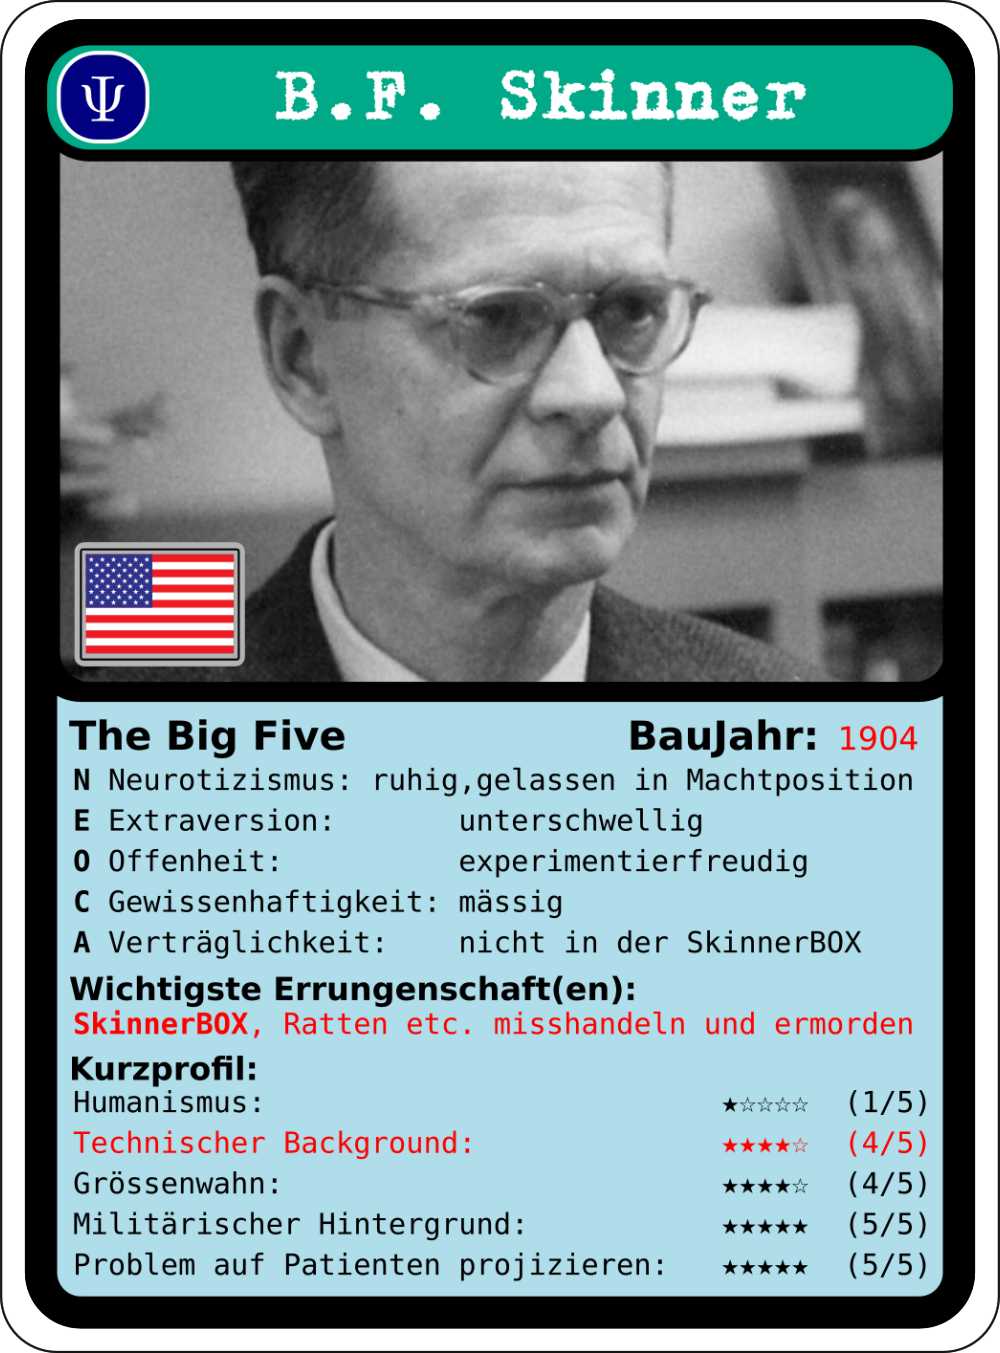 Ψ B.F. Skinner
The Big Five BauJahr: 1904
N Neurotizismus: ruhig,gelassen in Machtposition
E Extraversion: unterschwellig
O Offenheit: experimentierfreudig
C Gewissenhaftigkeit: mässig
A Verträglichkeit: nicht in der SkinnerBOX
Wichtigste Errungenschaft(en):
SkinnerBOX, Ratten etc. misshandeln und ermorden
Kurzprofil:
Humanismus: ★☆☆☆☆ (1/5)
Technischer Background: ★★★★☆ (4/5)
Grössenwahn: ★★★★☆ (4/5)
Militärischer Hintergrund: ★★★★★ (5/5)
Problem auf Patienten projizieren: ★★★★★ (5/5)